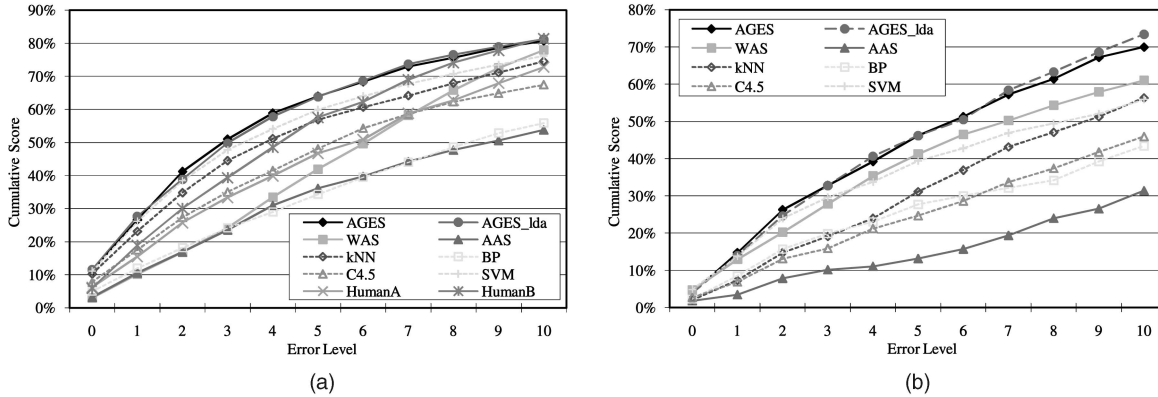 90%
80%
70%
60%
50%
40%
30%
20%
10%
0%
Cumulative Score
AGES AGES_lda
WAS AAS
kNN BP
C4.5 SVM
HumanA HumanB
0 1 2 3 4 5 6 7 8 9 10
Error Level
(a)
80%
70%
60%
50%
40%
30%
20%
10%
0%
Cumulative Score
AGES AGES_lda
WAS AAS
kNN BP
C4.5 SVM
0 1 2 3 4 5 6 7 8 9 10
Error Level
(b)